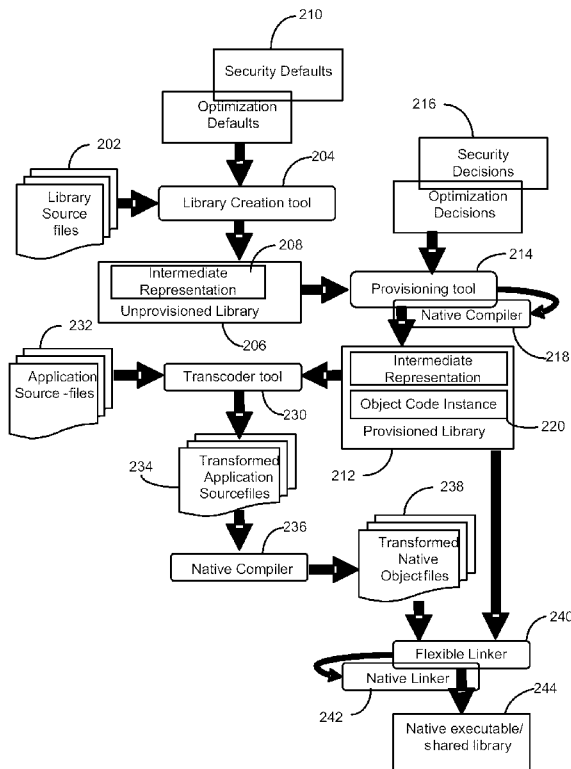 210
Security Defaults
Optimization
Defaults
216
Security
Decisions
Optimization
Decisions
202
204
Library
Source
files
Library Creation tool
208
Intermediate
Representation
Unprovisioned Library
206
214
Provisioning tool
Native Compiler
218
232
Application
Source -files
Transcoder tool
230
Intermediate
Representation
Object Code Instance
220
Provisioned Library
212
234
Transformed
Application
Sourcefiles
238
Transformed
Native
Objectfiles
236
Native Compiler
240
Flexible Linker
Native Linker
242
244
Native executable/
shared library